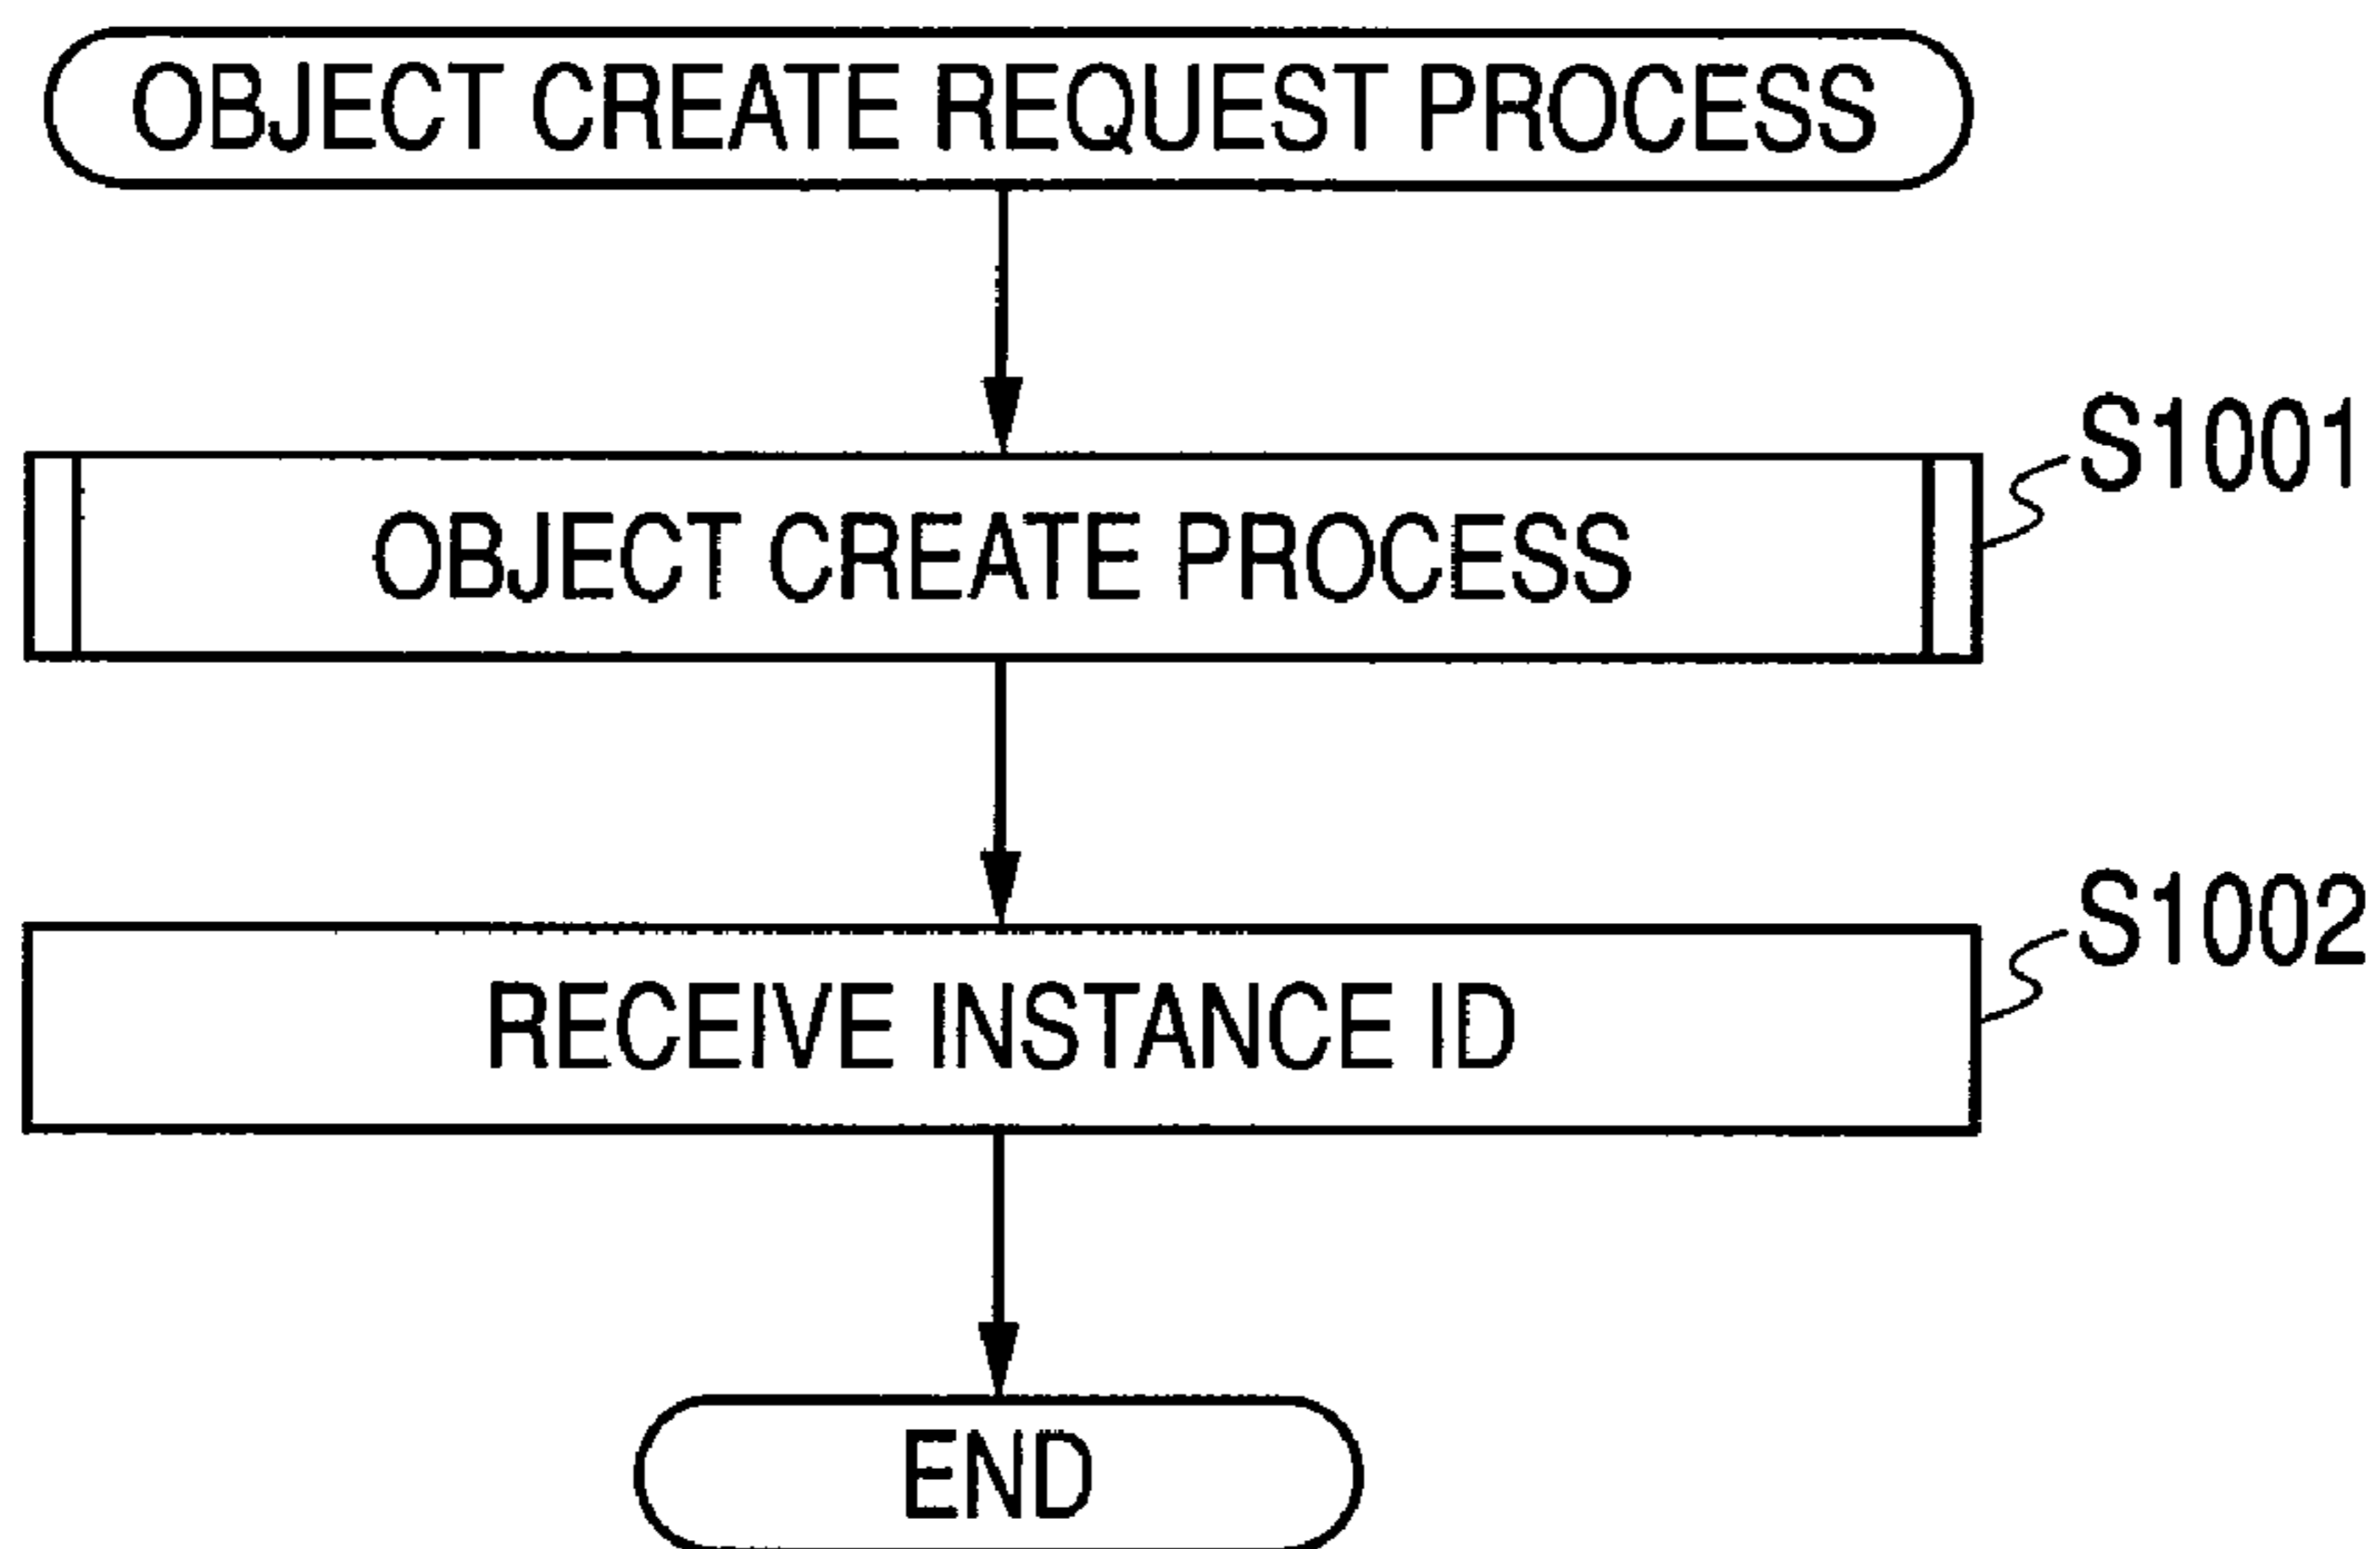 OBJECT CREATE REQUEST PROCESS
S1001
OBJECT CREATE PROCESS
S1002
RECEIVE INSTANCE ID
END